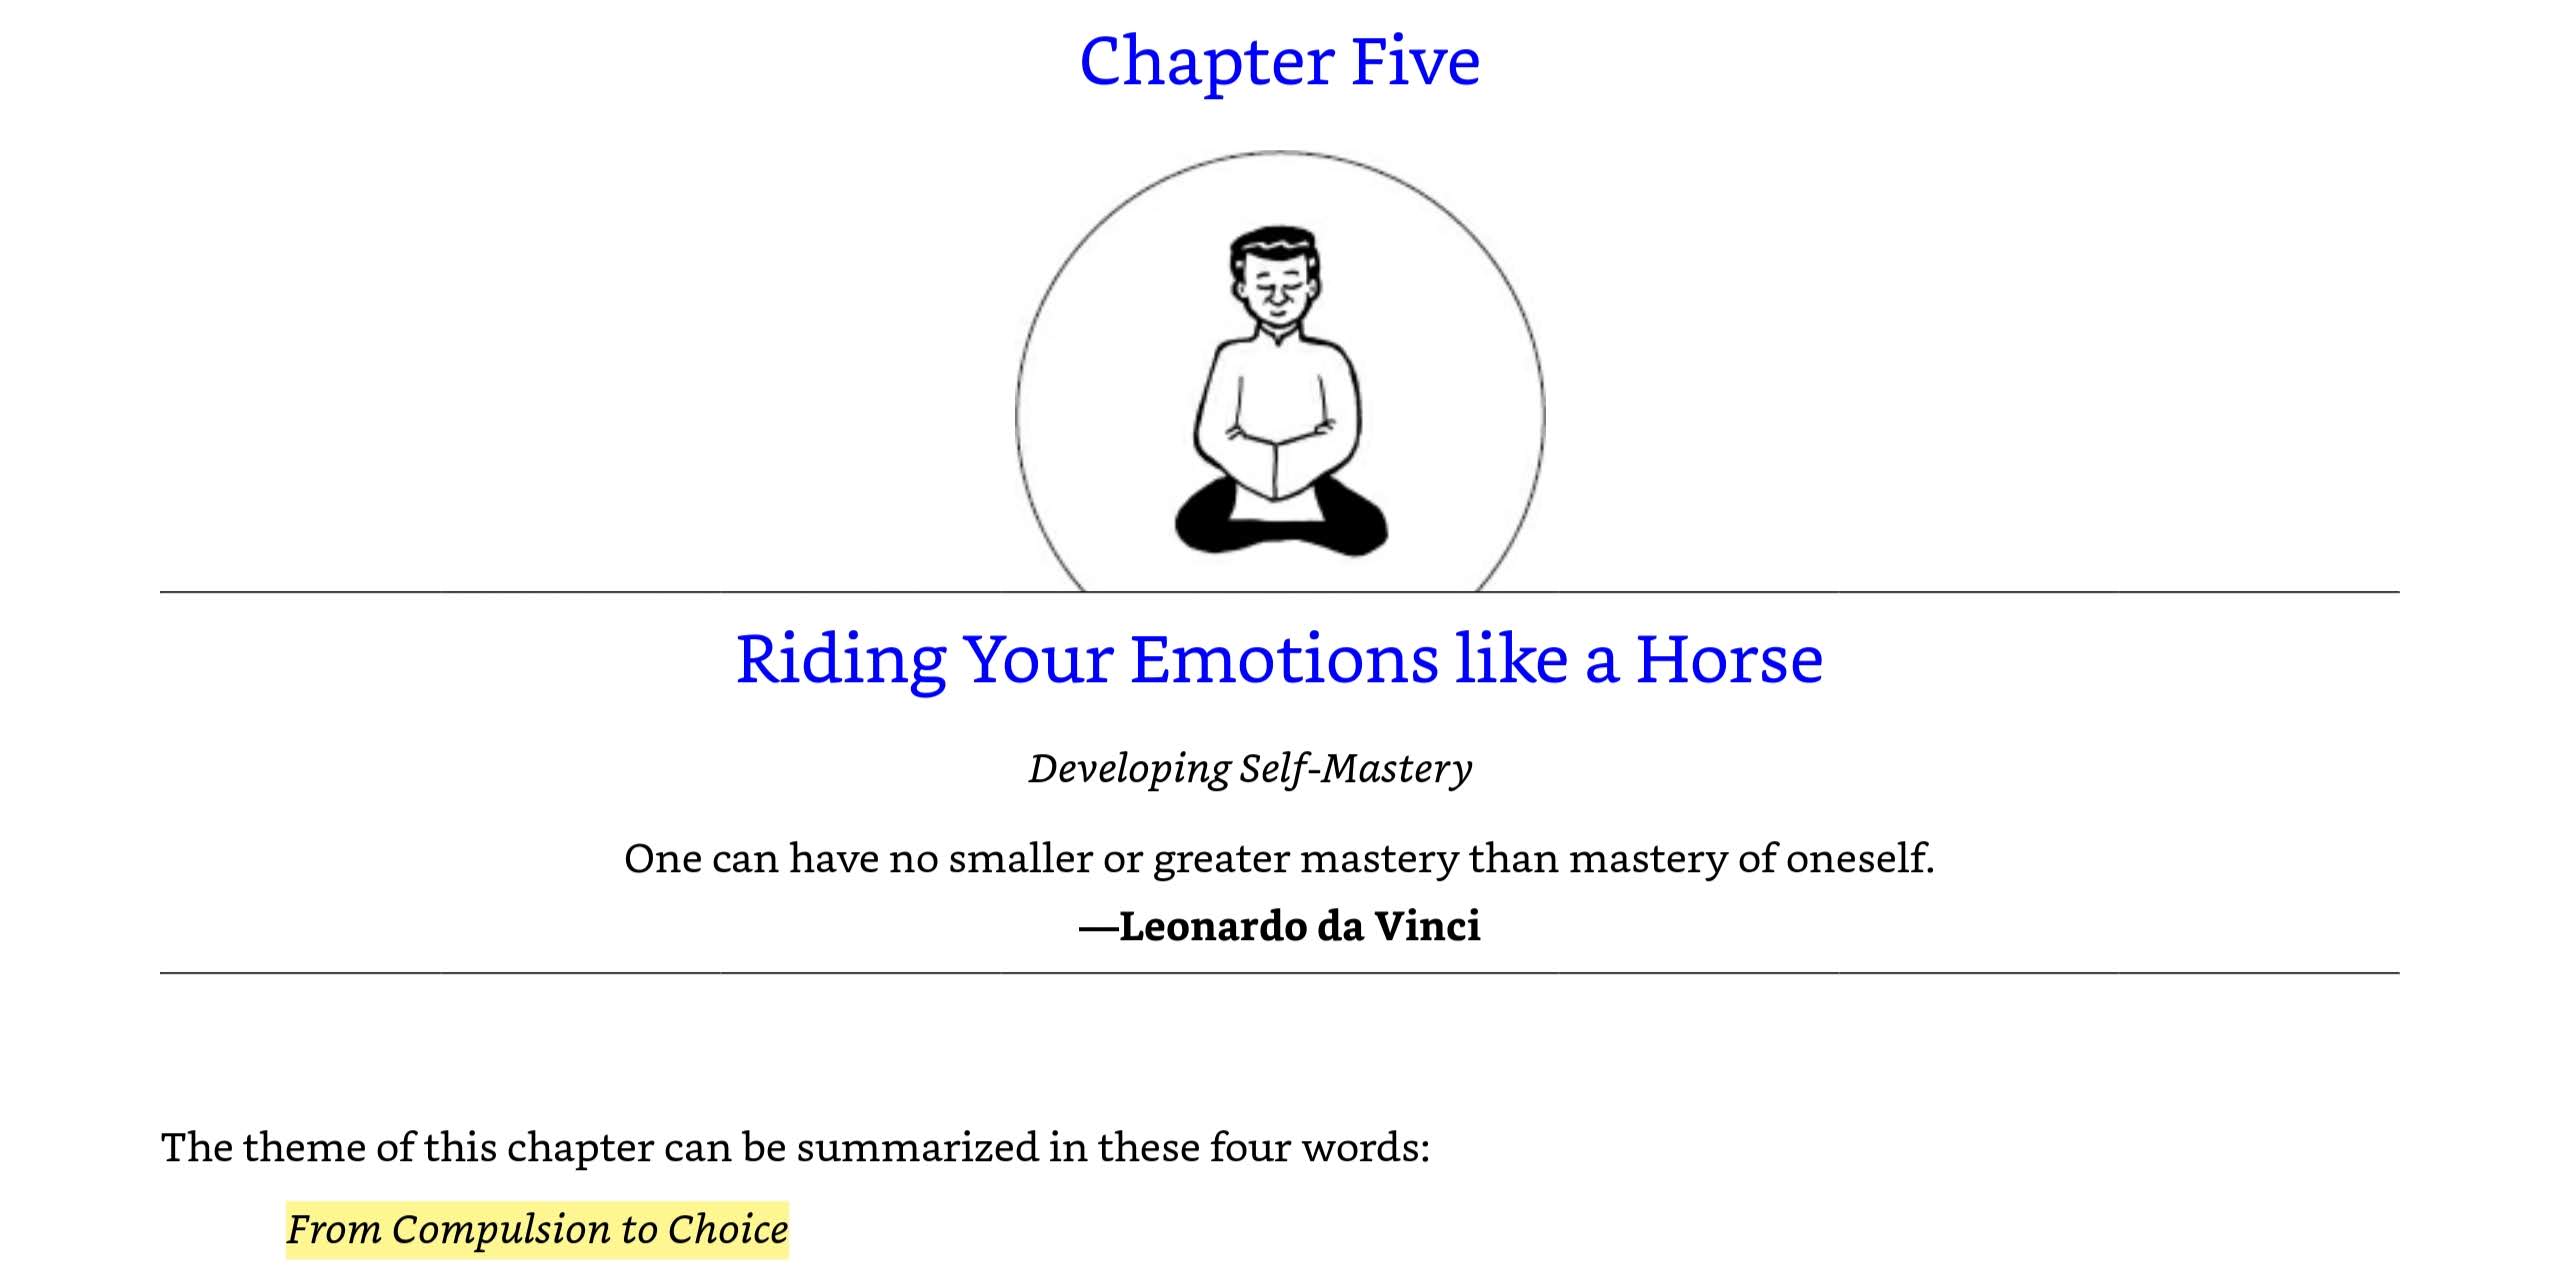 Chapter Five
Riding Your Emotions like a Horse
Developing Self-Mastery
One can have no smaller or greater mastery than mastery of oneself.
—Leonardo da Vinci
The theme of this chapter can be summarized in these four words:
From Compulsion to Choice